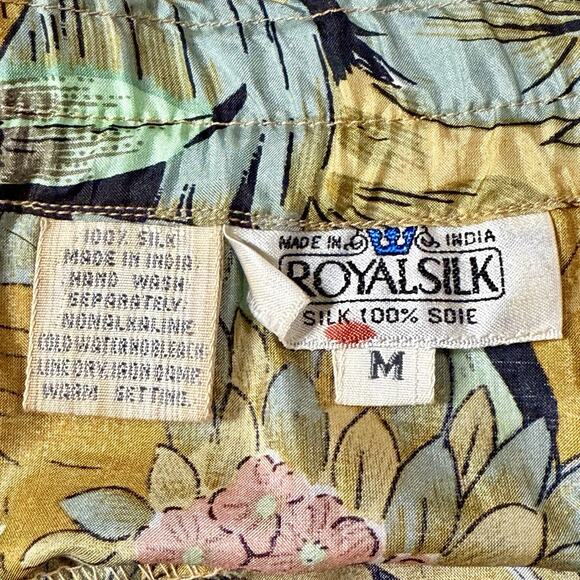 100% SILK
MADE IN INDIA
HAND WASH
SEPARATELY.
NONALKALINE
COLD WATER NO BLEACH
LINE DRY. IRON DAMP.
WARM SETTING.
MADE IN INDIA
ROYALSILK
SILK 100% SOIE
M